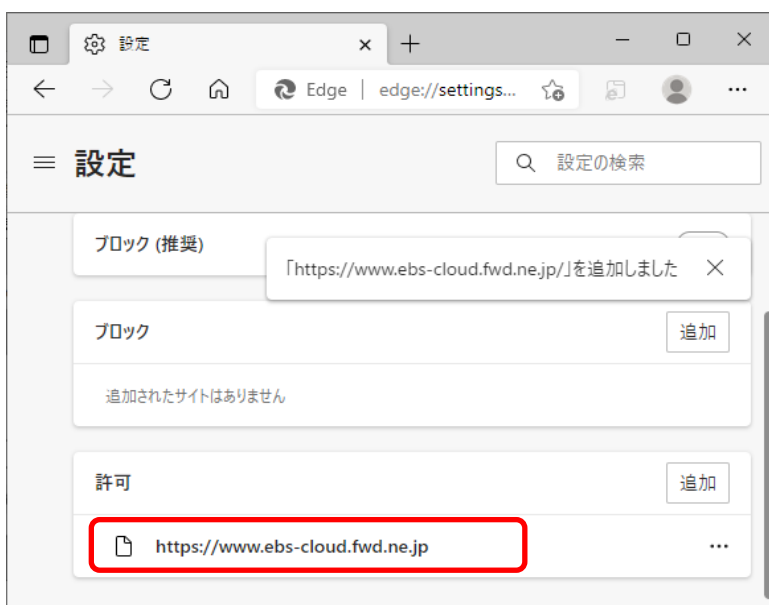 設定
Edge | edge://settings...
設定
設定の検索
ブロック (推奨)
「https://www.ebs-cloud.fwd.ne.jp/」を追加しました
ブロック
追加
追加されたサイトはありません
許可
追加
https://www.ebs-cloud.fwd.ne.jp